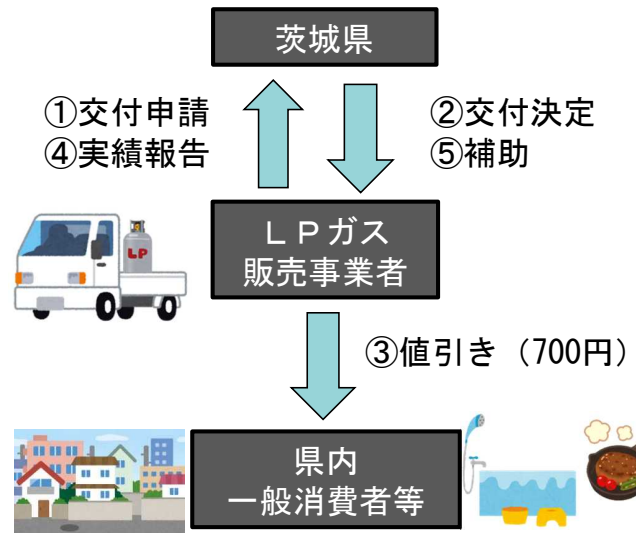 茨城県
①交付申請
④実績報告
②交付決定
⑤補助
LP
ＬＰガス
販売事業者
③値引き（700円）
県内
一般消費者等